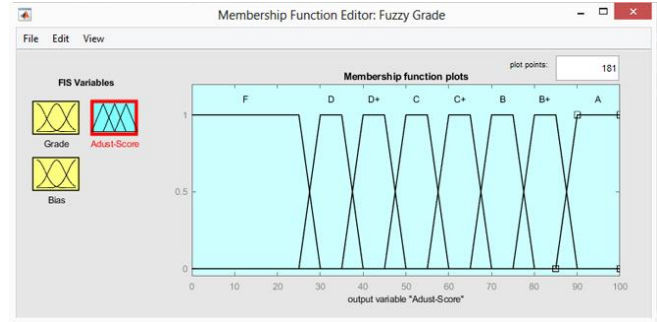 Membership Function Editor: Fuzzy Grade
File Edit View
FIS Variables
Grade
Adust-Score
Bias
plot points:
181
Membership function plots
F D D+ C C+ B B+ A
1
0.5
0
0 10 20 30 40 50 60 70 80 90 100
output variable "Adust-Score"